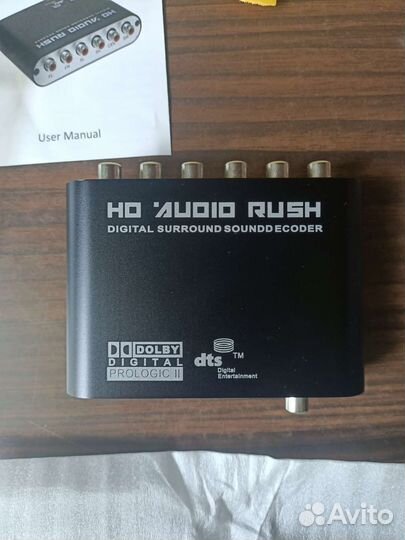 HD AUDIO RUSH
User Manual
HD AUDIO RUSH
DIGITAL SURROUND SOUNDDECODER
DOLBY
DIGITAL
PROLOGIC II
dts TM
Digital
Entertainment
Avito